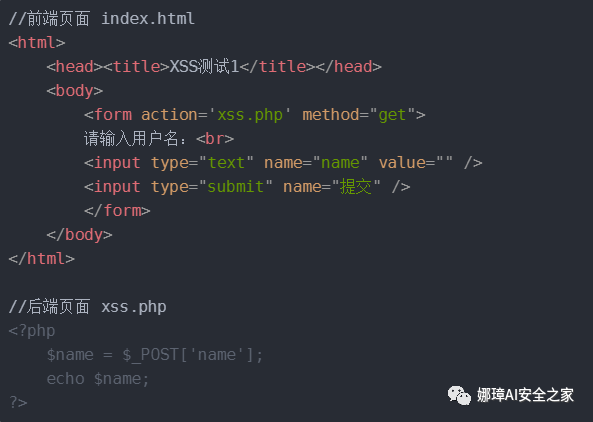 //前端页面 index.html
<html>
    <head><title>XSS测试1</title></head>
    <body>
        <form action='xss.php' method="get">
        请输入用户名：<br>
        <input type="text" name="name" value="" />
        <input type="submit" name="提交" />
        </form>
    </body>
</html>

//后端页面 xss.php
<?php
    $name = $_POST['name'];
    echo $name;
?>
娜璋AI安全之家